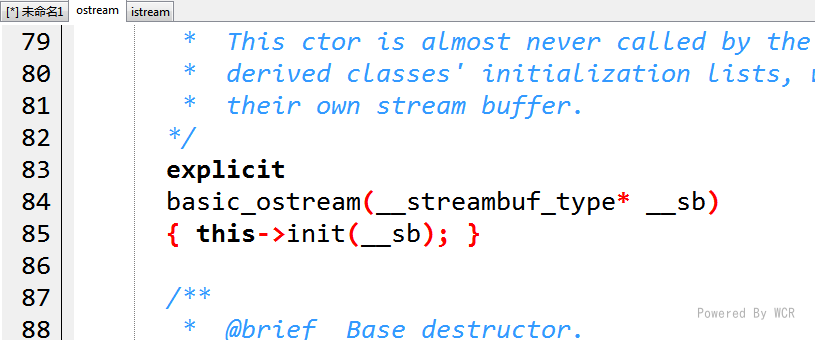 [*] 未命名1 ostream istream
79 * This ctor is almost never called by the
80 * derived classes' initialization lists,
81 * their own stream buffer.
82 */
83 explicit
84 basic_ostream(__streambuf_type* __sb)
85 { this->init(__sb); }
86
87 /**
88 * @brief Base destructor.
Powered By WCR